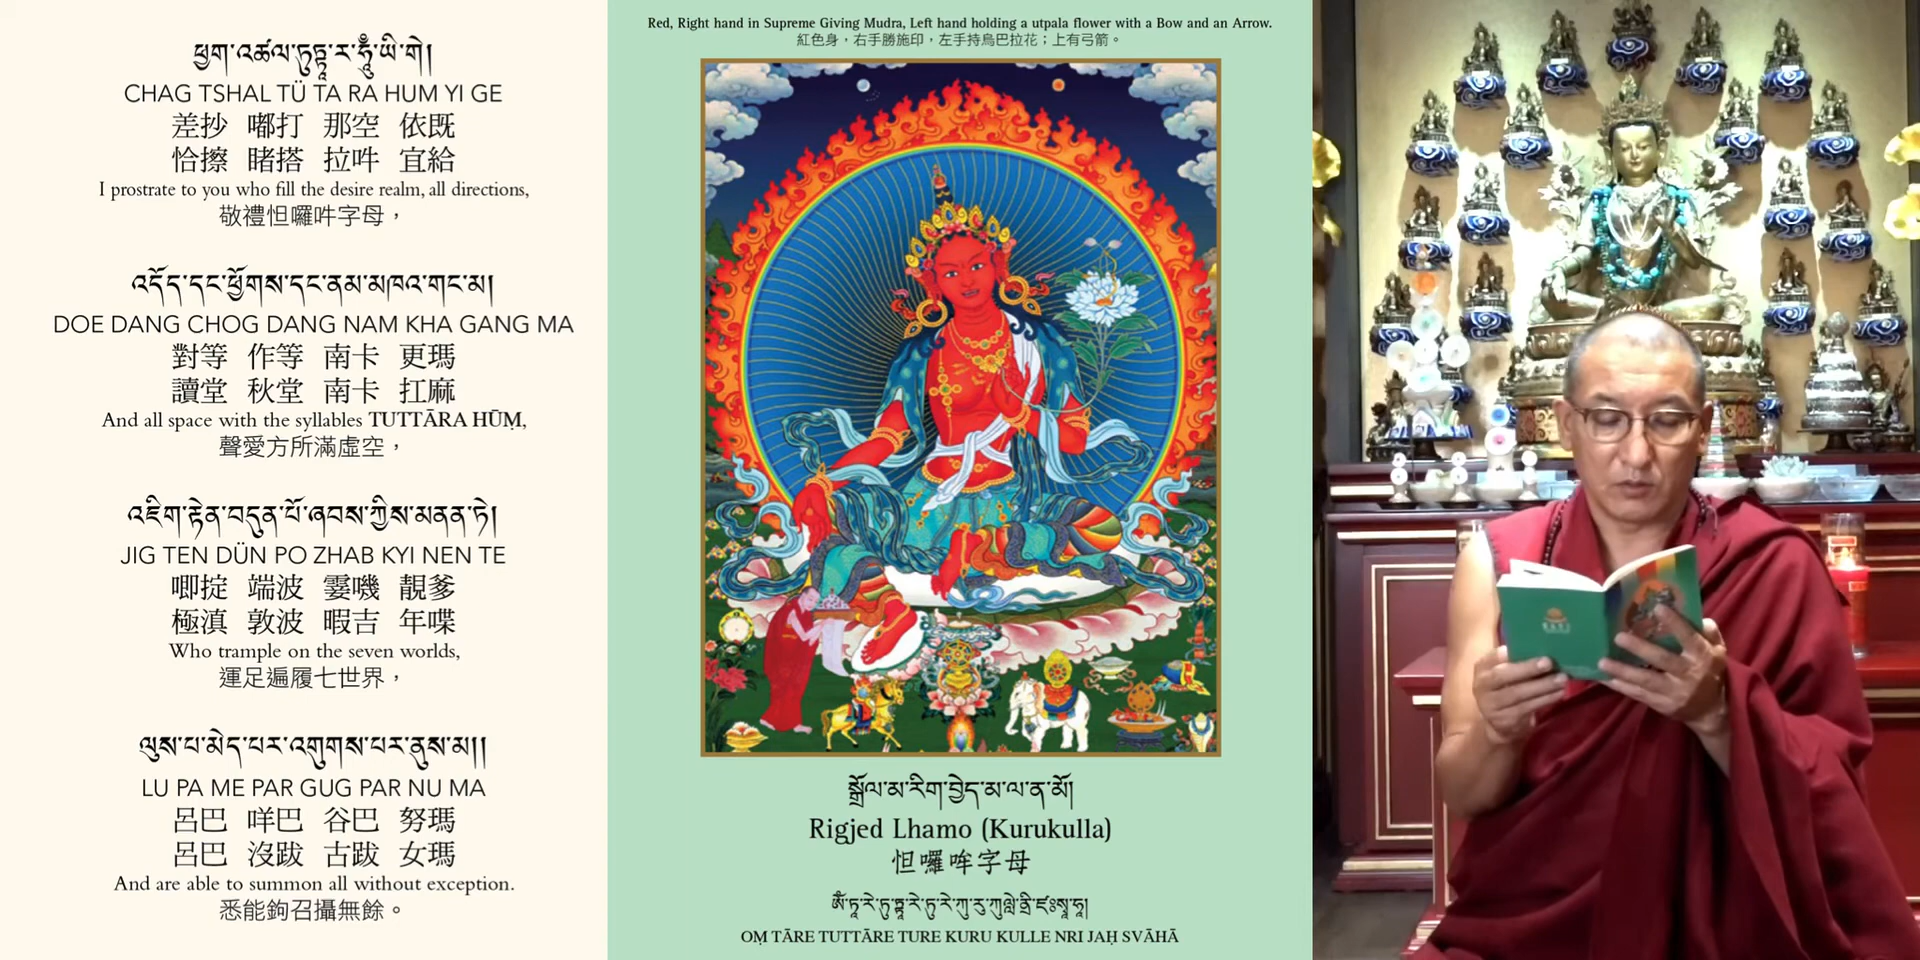 ཕྱག་འཚལ་ཏུཏྟཱ་ར་ཧཱུྃ་ཡི་གེ།
CHAG TSHAL TÜ TA RA HUM YI GE
差抄 嘟打 那空 依既
恰擦 睹搭 拉吽 宜給
I prostrate to you who fill the desire realm, all directions,
敬禮怛囉吽字母，
འདོད་དང་ཕྱོགས་དང་ནམ་མཁའ་གང་མ།
DOE DANG CHOG DANG NAM KHA GANG MA
對等 作等 南卡 更瑪
讀堂 秋堂 南卡 扛麻
And all space with the syllables TUTTĀRA HŪṂ,
聲愛方所滿虛空，
འཇིག་རྟེན་བདུན་པོ་ཞབས་ཀྱིས་མནན་ཏེ།
JIG TEN DÜN PO ZHAB KYI NEN TE
唧掟 端波 霎嘰 靚爹
極滇 敦波 暇吉 年喋
Who trample on the seven worlds,
運足遍履七世界，
ལུས་པ་མེད་པར་འགུགས་པར་ནུས་མ།།
LU PA ME PAR GUG PAR NU MA
呂巴 咩巴 谷巴 努瑪
呂巴 沒跋 古跋 女瑪
And are able to summon all without exception.
悉能鉤召攝無餘。
Red, Right hand in Supreme Giving Mudra, Left hand holding a utpala flower with a Bow and an Arrow.
紅色身，右手勝施印，左手持烏巴拉花；上有弓箭。
སྒྲོལ་མ་རིག་བྱེད་མ་ལ་ན་མོ།
Rigjed Lhamo (Kurukulla)
怛囉哞字母
ཨོཾ་ཏཱ་རེ་ཏུ་ཏྟཱ་རེ་ཏུ་རེ་ཀུ་རུ་ཀུལླེ་ནྲི་ཛཿསྭཱ་ཧཱ།
OṂ TĀRE TUTTĀRE TURE KURU KULLE NRI JAḤ SVĀHĀ